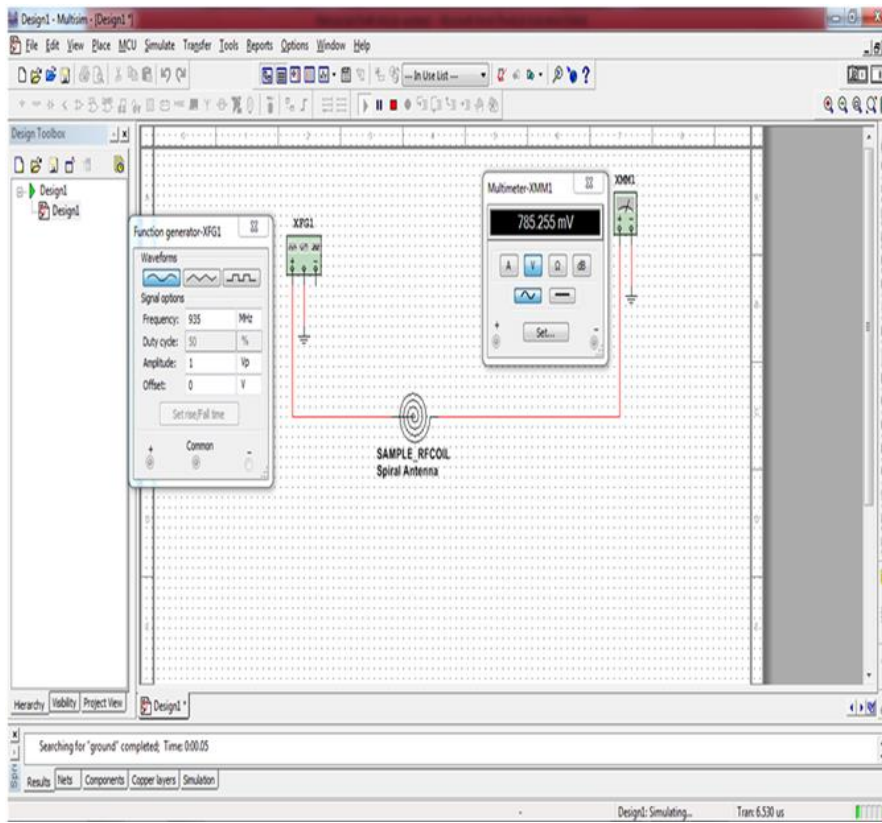 Design1 - Multisim - [Design1 *]
File Edit View Place MCU Simulate Transfer Tools Reports Options Window Help
--- In Use List ---
Design Toolbox
Design1
Design1
Function generator-XFG1
Waveforms
Signal options
Frequency: 935 MHz
Duty cycle: 50 %
Amplitude: 1 Vp
Offset: 0 V
Set rise/Fall time
+ Common -
XFG1
Multimeter-XMM1
785.255 mV
A V Ω dB
+ Set... -
XMM1
SAMPLE_RFCOIL
Spiral Antenna
Hierarchy Visibility Project View
Design1 *
Searching for "ground" completed; Time: 0:00.05
Results Nets Components Copper layers Simulation
Design1: Simulating... Tran: 6.530 us